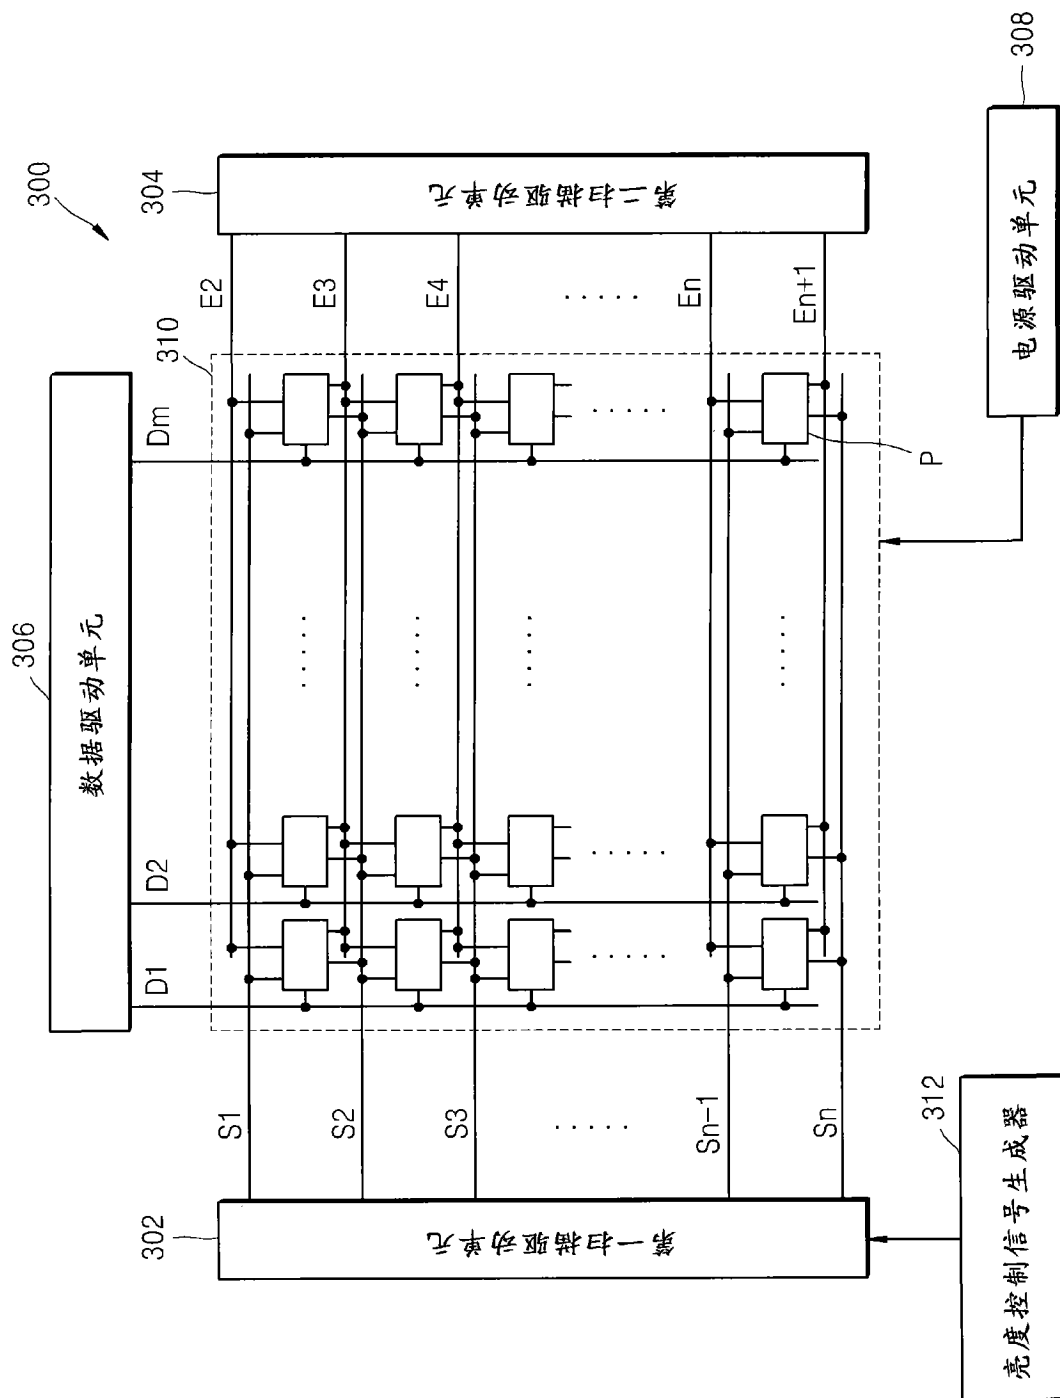 300
306
数据驱动单元
D1
D2
Dm
310
302
第一扫描驱动单元
S1
S2
S3
.....
Sn-1
Sn
304
第二扫描驱动单元
E2
E3
E4
.....
En
En+1
.....
.....
.....
.....
.....
.....
.....
P
312
亮度控制信号生成器
308
电源驱动单元